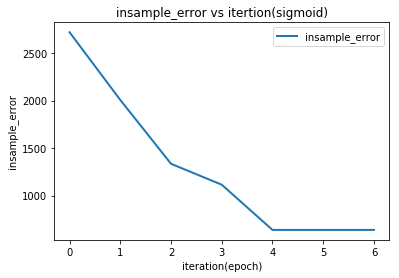 insample_error vs itertion(sigmoid)
insample_error
2500
2000
1500
1000
insample_error
0 1 2 3 4 5 6
iteration(epoch)